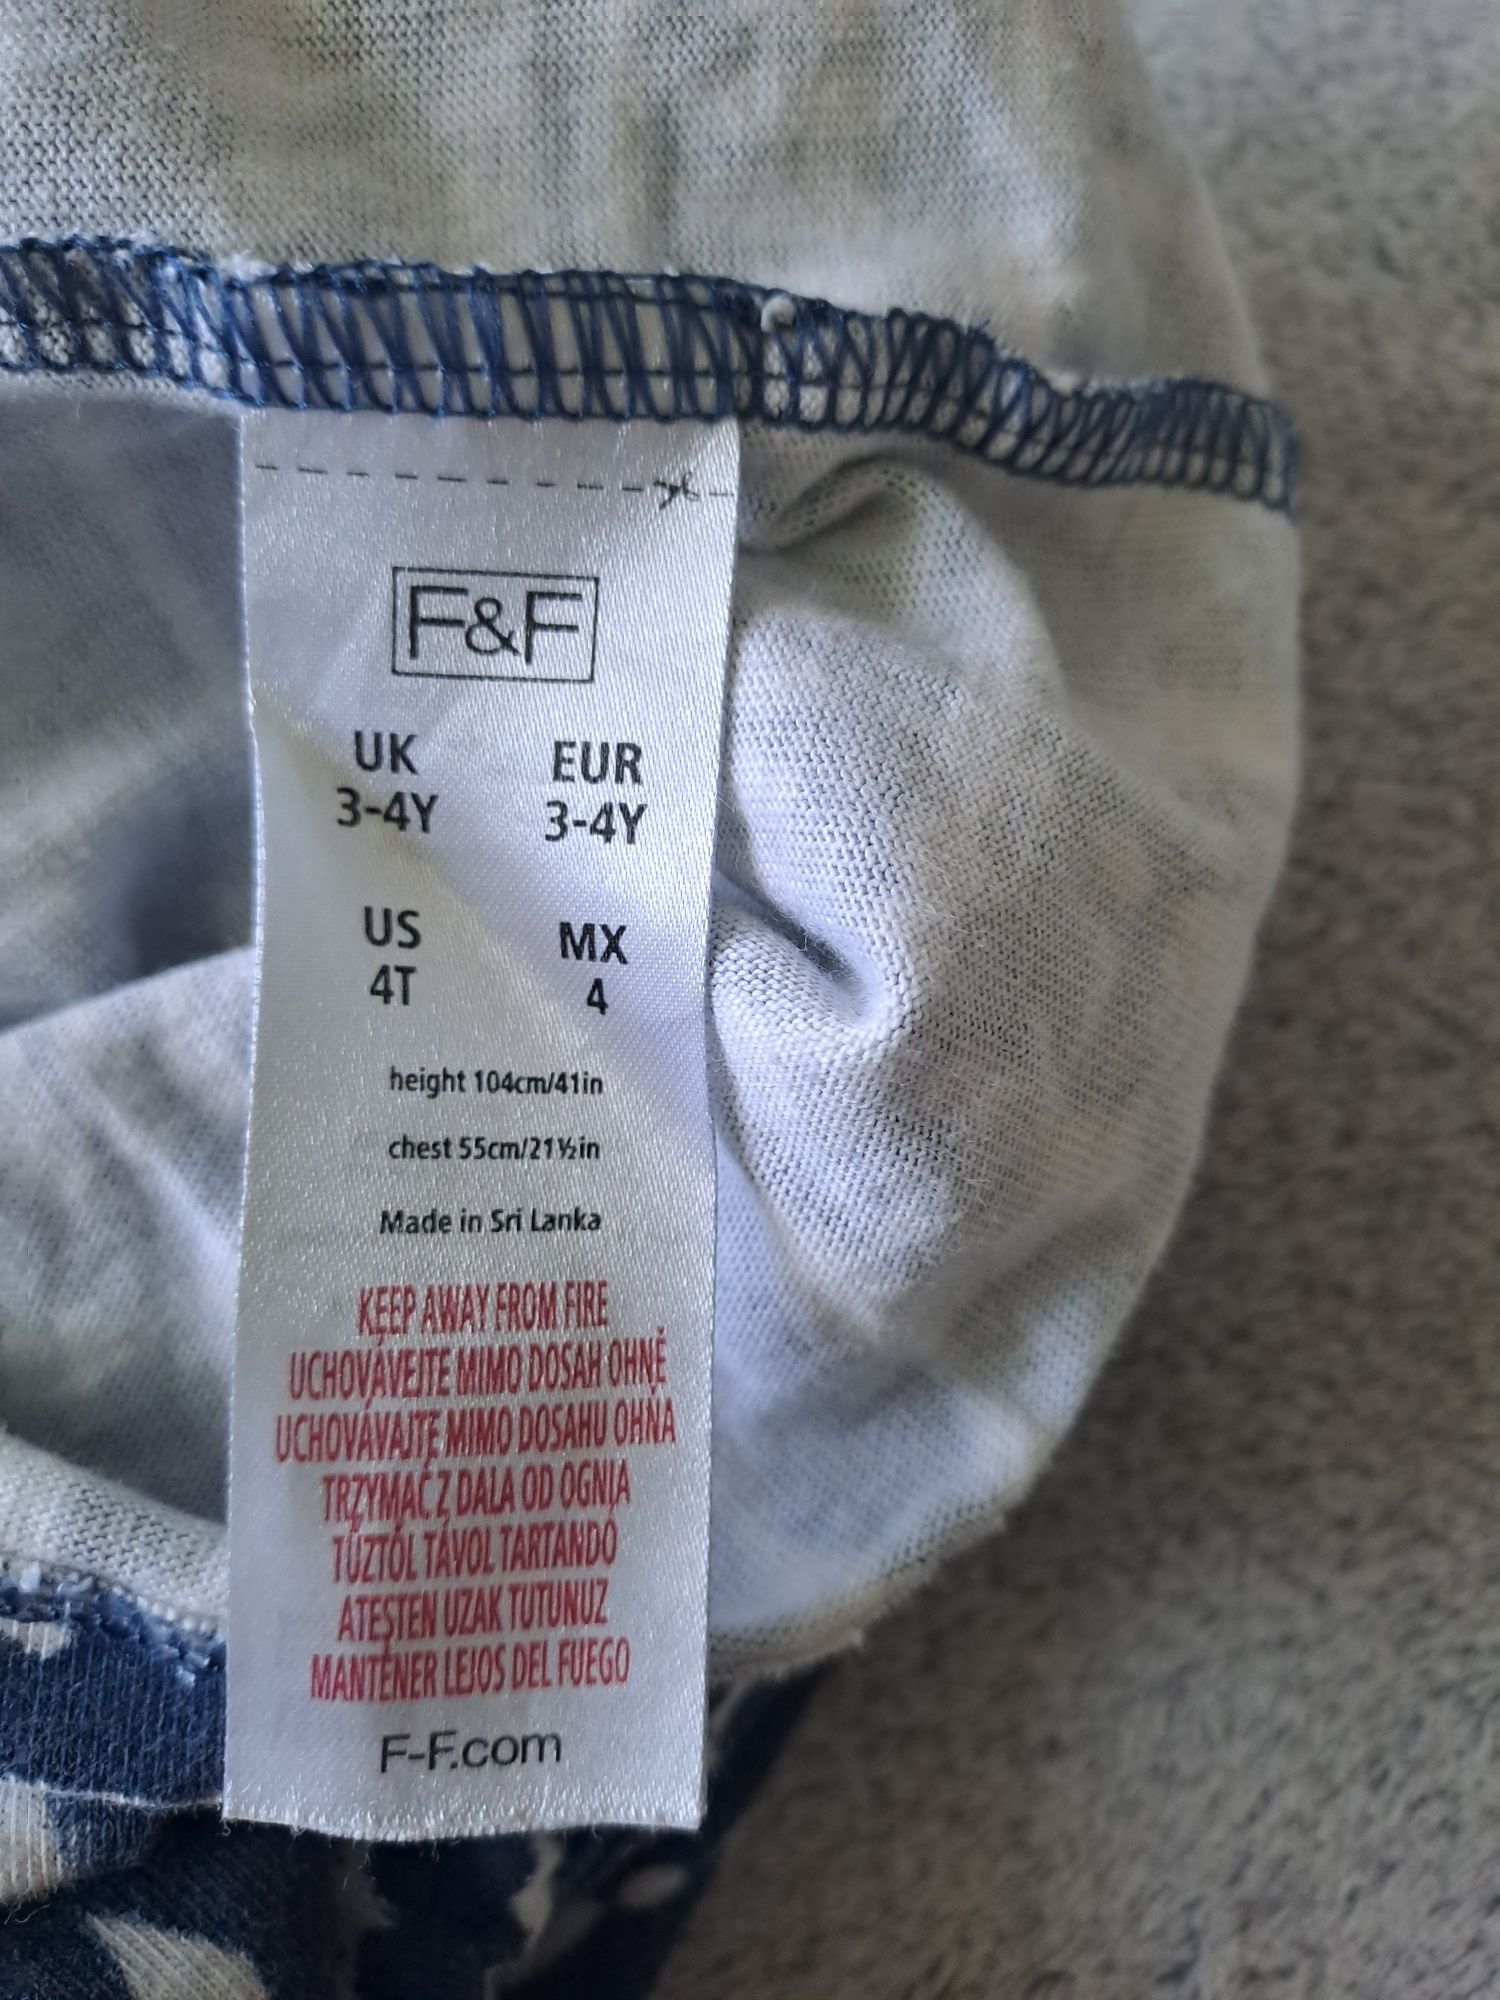 F&F
UK EUR
3-4Y 3-4Y
US MX
4T 4
height 104cm/41in
chest 55cm/21½in
Made in Sri Lanka
KEEP AWAY FROM FIRE
UCHOVÁVEJTE MIMO DOSAH OHNĚ
UCHOVÁVAJTE MIMO DOSAHU OHŇA
TRZYMAĆ Z DALA OD OGNIA
TŰZTŐL TÁVOL TARTANDÓ
ATEŞTEN UZAK TUTUNUZ
MANTENER LEJOS DEL FUEGO
F-F.com